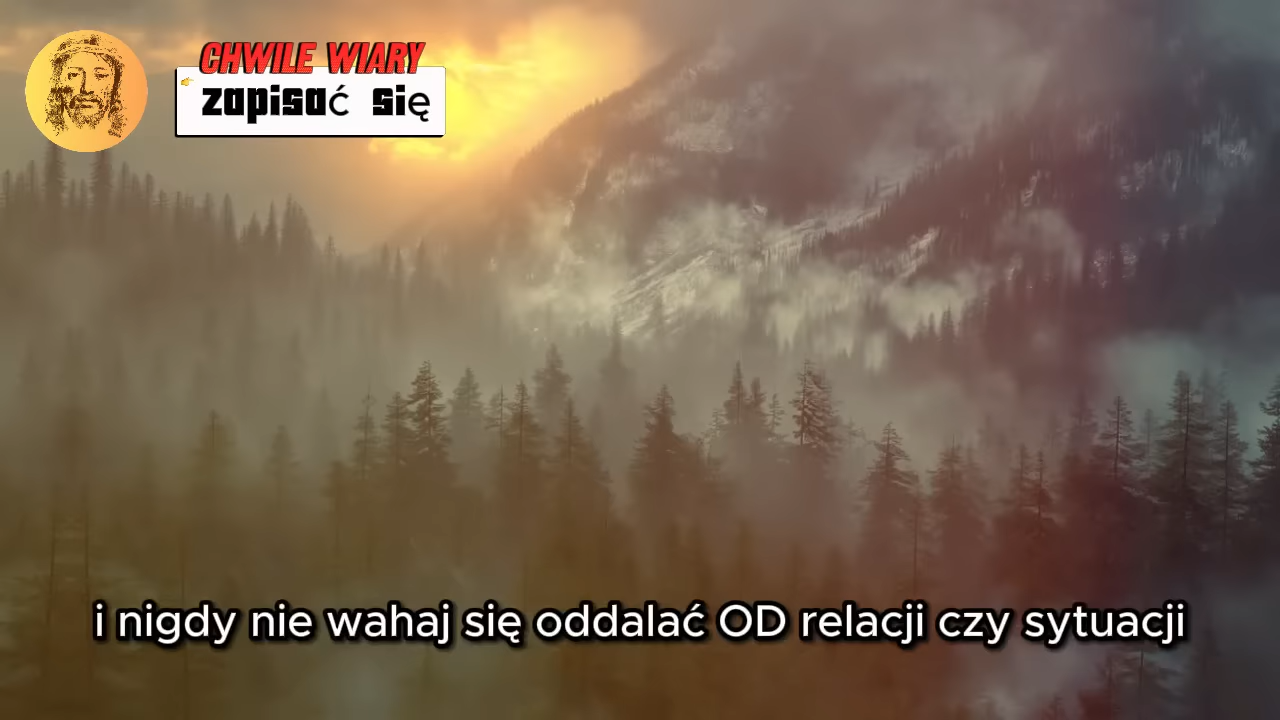 CHWILE WIARY
zapisać się
i nigdy nie wahaj się oddalać OD relacji czy sytuacji